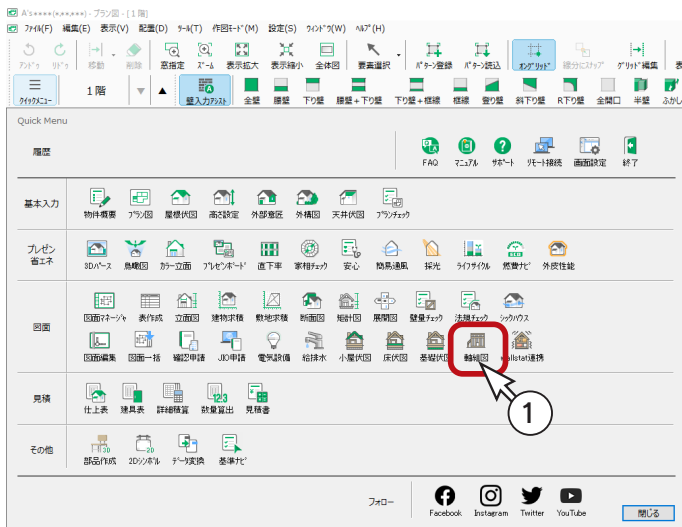 A's∗∗∗∗(∗,∗∗,∗∗∗) - プラン図 - [1 階]
ファイル(F) 編集(E) 表示(V) 配置(D) ツール(T) 作図モード(M) 設定(S) ウィンドウ(W) ヘルプ(H)
アンドゥ リドゥ 移動 削除 窓指定 ズーム 表示拡大 表示縮小 全体図 要素選択 パターン登録 パターン読込 オングリッド 線分にスナップ グリッド編集 表
クイックメニュー 1 階 壁入力アシスト 全壁 腰壁 下り壁 腰壁+下り壁 下り壁+框線 框線 登り壁 斜下り壁 R下り壁 全開口 半壁 ふかし
Quick Menu
履歴
FAQ マニュアル サポート リモート接続 画面設定 終了
基本入力
物件概要 プラン図 屋根伏図 高さ設定 外部意匠 外構図 天井伏図 プランチェック
プレゼン
省エネ
3Dパース 鳥瞰図 カラー立面 プレゼンボード 直下率 家相チェック 安心 簡易通風 採光 ライフサイクル 燃費ナビ 外皮性能
図面
図面マネージャ 表作成 立面図 建物求積 敷地求積 断面図 矩計図 展開図 壁量チェック 法規チェック シックハウス
図面編集 図面一括 確認申請 JIO申請 電気設備 給排水 小屋伏図 床伏図 基礎伏図 軸組図 wallstat連携
1
見積
仕上表 建具表 詳細積算 数量算出 見積書
その他
部品作成 2Dシンボル データ変換 基準ナビ
フォロー
Facebook Instagram Twitter YouTube
閉じる